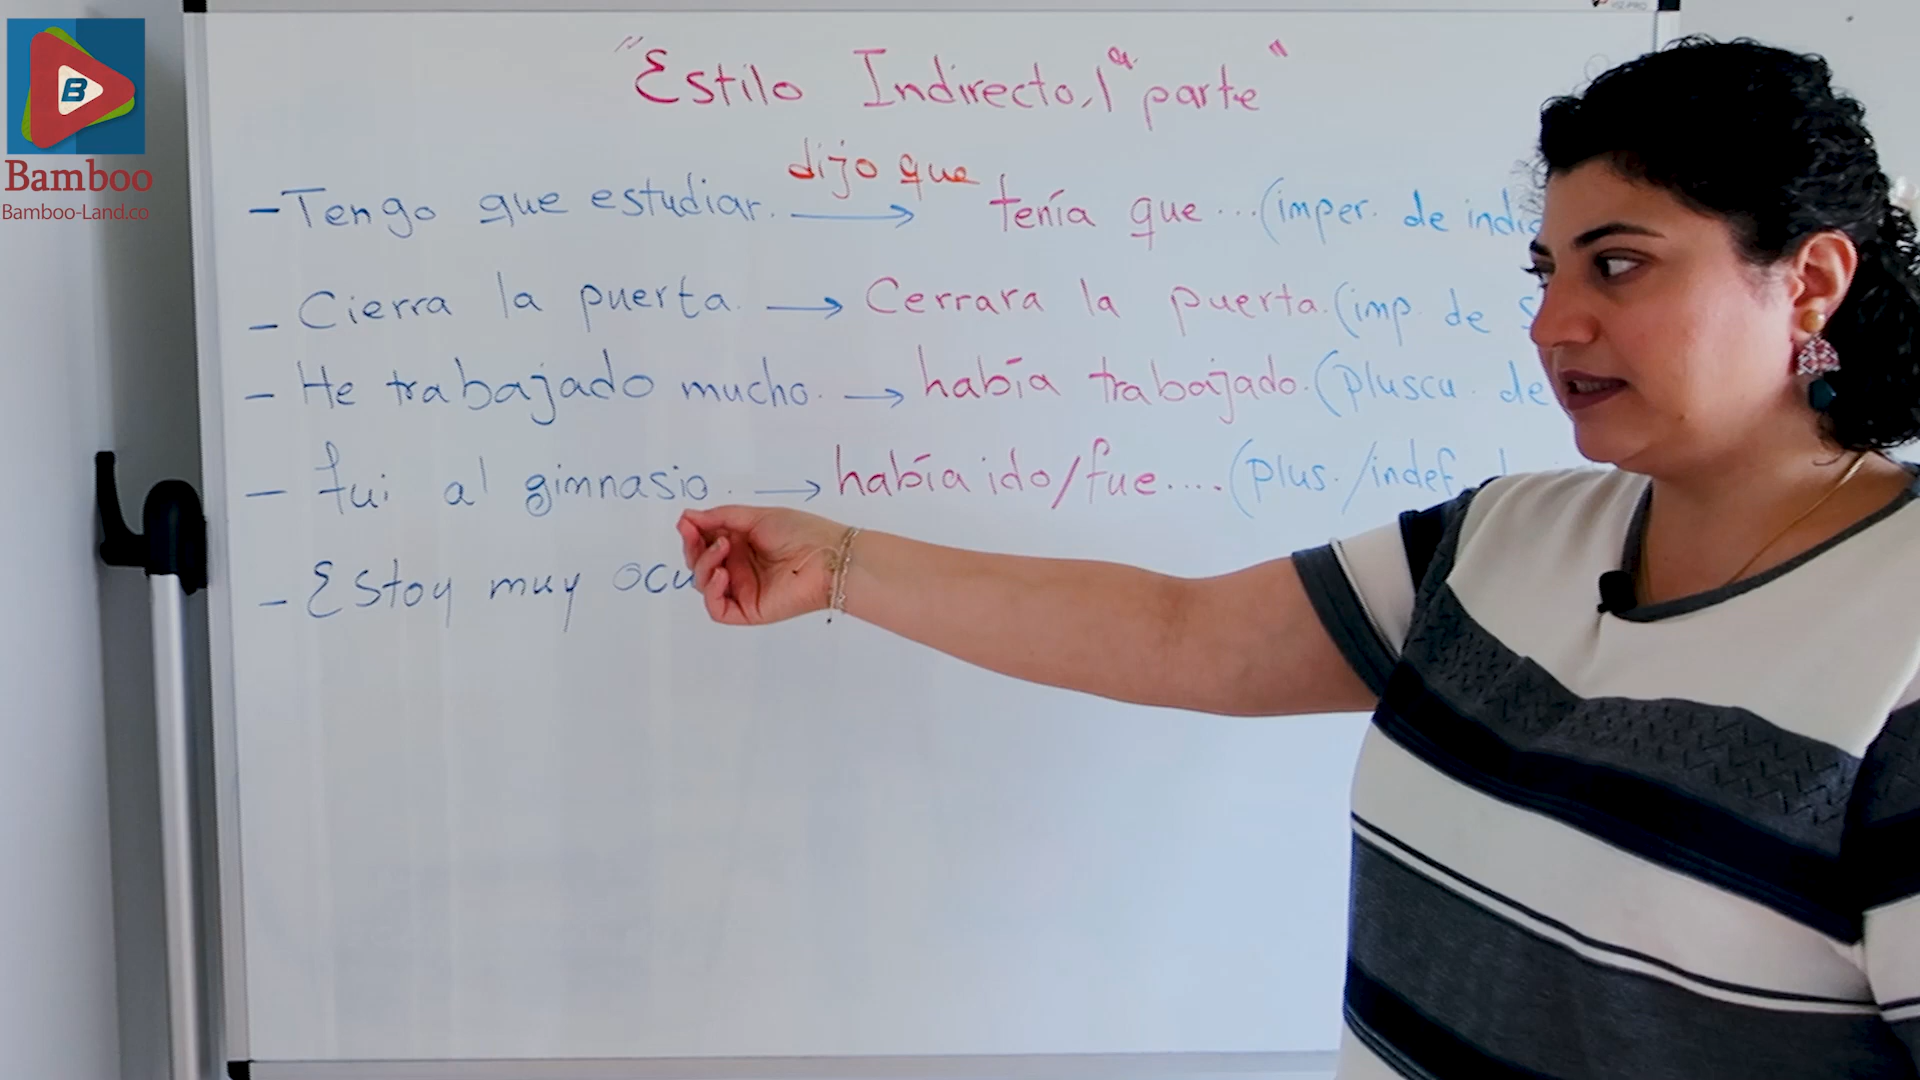 Bamboo
Bamboo-Land.co
"Estilo Indirecto, 1ª parte"
dijo que
- Tengo que estudiar. → tenía que ... (imper. de indic
- Cierra la puerta. → Cerrara la puerta. (imp. de s
- He trabajado mucho. → había trabajado. (pluscu. de
- fui al gimnasio. → había ido/fue.... (plus./indef.
- Estoy muy ocu